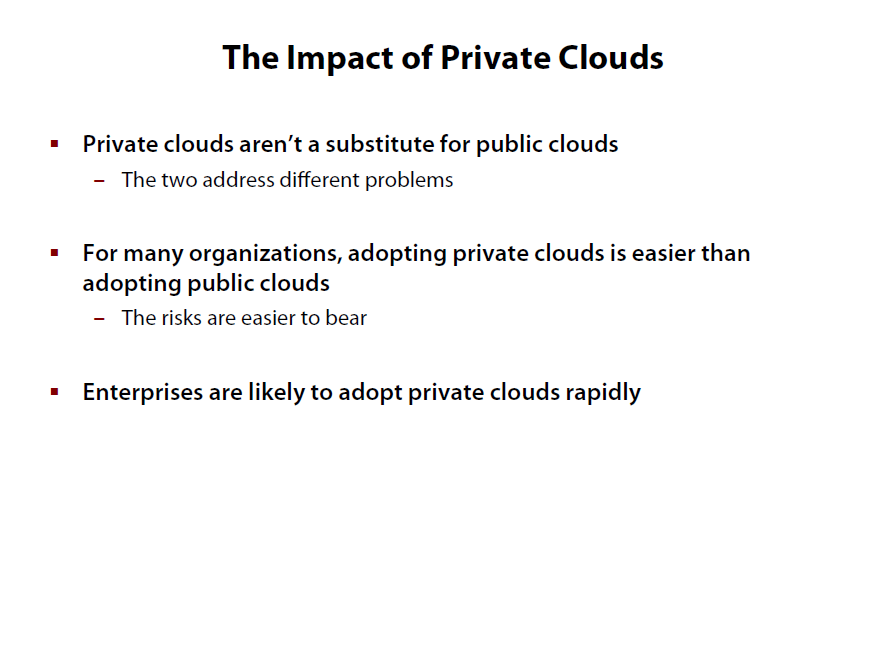 The Impact of Private Clouds
▪ Private clouds aren’t a substitute for public clouds
– The two address different problems
▪ For many organizations, adopting private clouds is easier than
adopting public clouds
– The risks are easier to bear
▪ Enterprises are likely to adopt private clouds rapidly